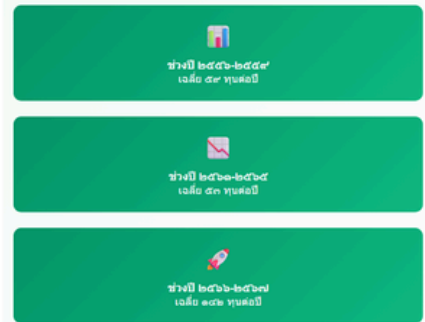 ช่วงปี ๒๕๕๖-๒๕๕๙
เฉลี่ย ๕๙ ทุนต่อปี
ช่วงปี ๒๕๖๑-๒๕๖๕
เฉลี่ย ๕๓ ทุนต่อปี
ช่วงปี ๒๕๖๖-๒๕๖๗
เฉลี่ย ๑๔๒ ทุนต่อปี